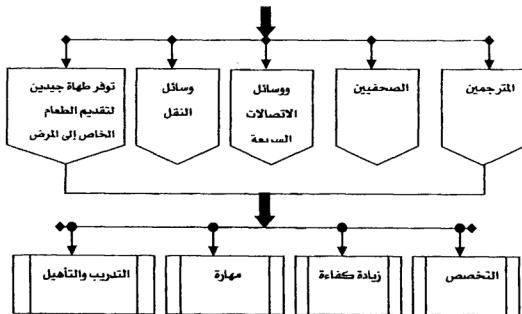 المترجمين
الصحفيين
ووسائل
الاتصالات
السريعة
وسائل
النقل
توفر طهاة جيدين
لتقديم الطعام
الخاص إلى المرض
التخصص
زيادة كفاءة
مهارة
التدريب والتأهيل